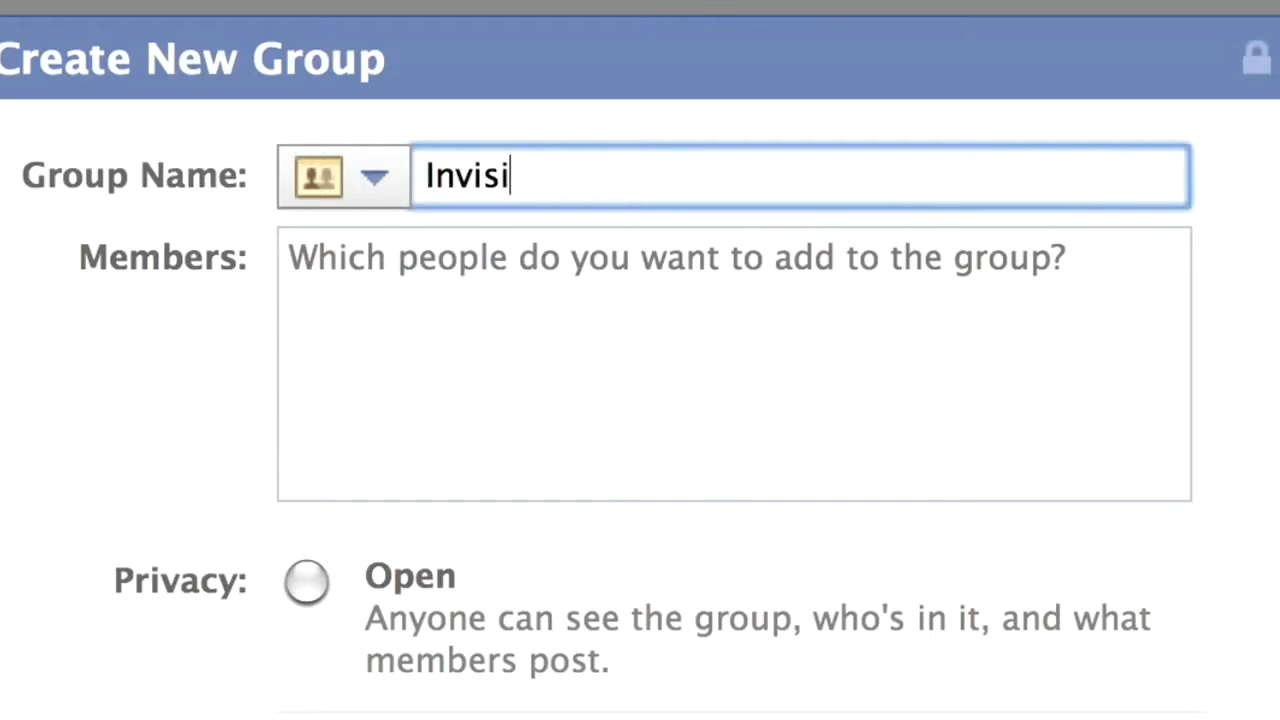 Create New Group
Group Name: Invisi
Members: Which people do you want to add to the group?
Privacy: Open
Anyone can see the group, who's in it, and what
members post.